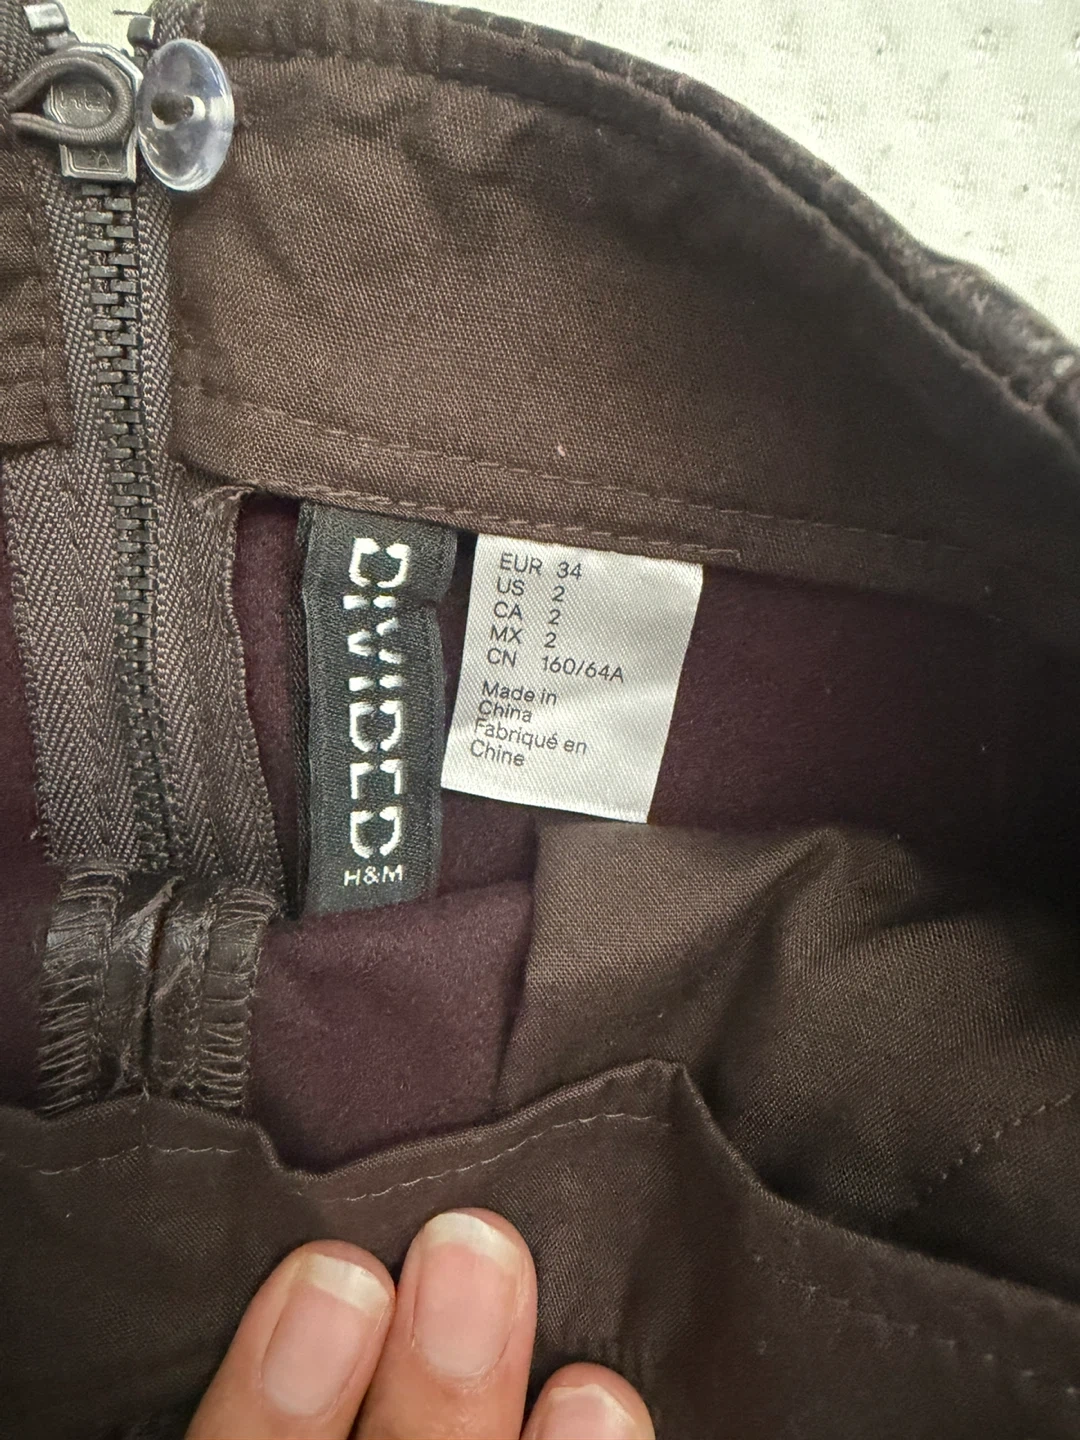 DIVIDED
H&M
EUR 34
US 2
CA 2
MX 2
CN 160/64A
Made in
China
Fabriqué en
Chine